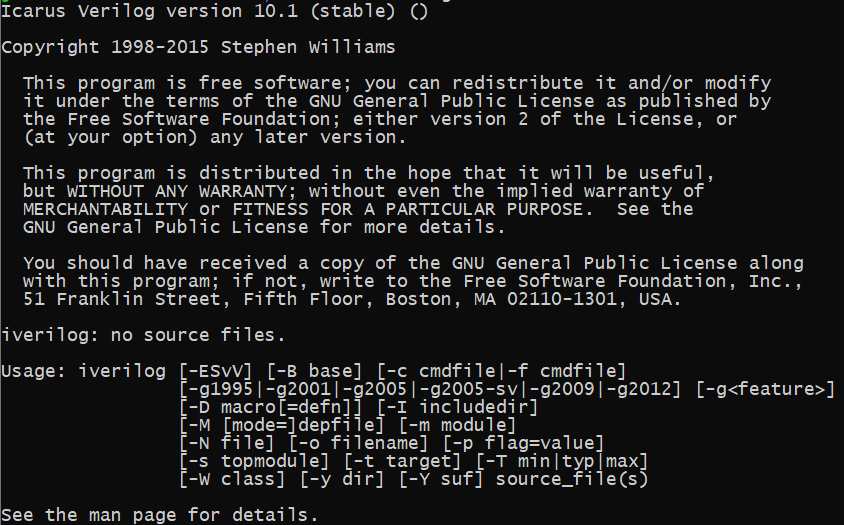 Icarus Verilog version 10.1 (stable) ()
Copyright 1998-2015 Stephen Williams
This program is free software; you can redistribute it and/or modify
it under the terms of the GNU General Public License as published by
the Free Software Foundation; either version 2 of the License, or
(at your option) any later version.
This program is distributed in the hope that it will be useful,
but WITHOUT ANY WARRANTY; without even the implied warranty of
MERCHANTABILITY or FITNESS FOR A PARTICULAR PURPOSE.  See the
GNU General Public License for more details.
You should have received a copy of the GNU General Public License along
with this program; if not, write to the Free Software Foundation, Inc.,
51 Franklin Street, Fifth Floor, Boston, MA 02110-1301, USA.
iverilog: no source files.
Usage: iverilog [-ESvV] [-B base] [-c cmdfile|-f cmdfile]
[-g1995|-g2001|-g2005|-g2005-sv|-g2009|-g2012] [-g<feature>]
[-D macro[=defn]] [-I includedir]
[-M [mode=]depfile] [-m module]
[-N file] [-o filename] [-p flag=value]
[-s topmodule] [-t target] [-T min|typ|max]
[-W class] [-y dir] [-Y suf] source_file(s)
See the man page for details.